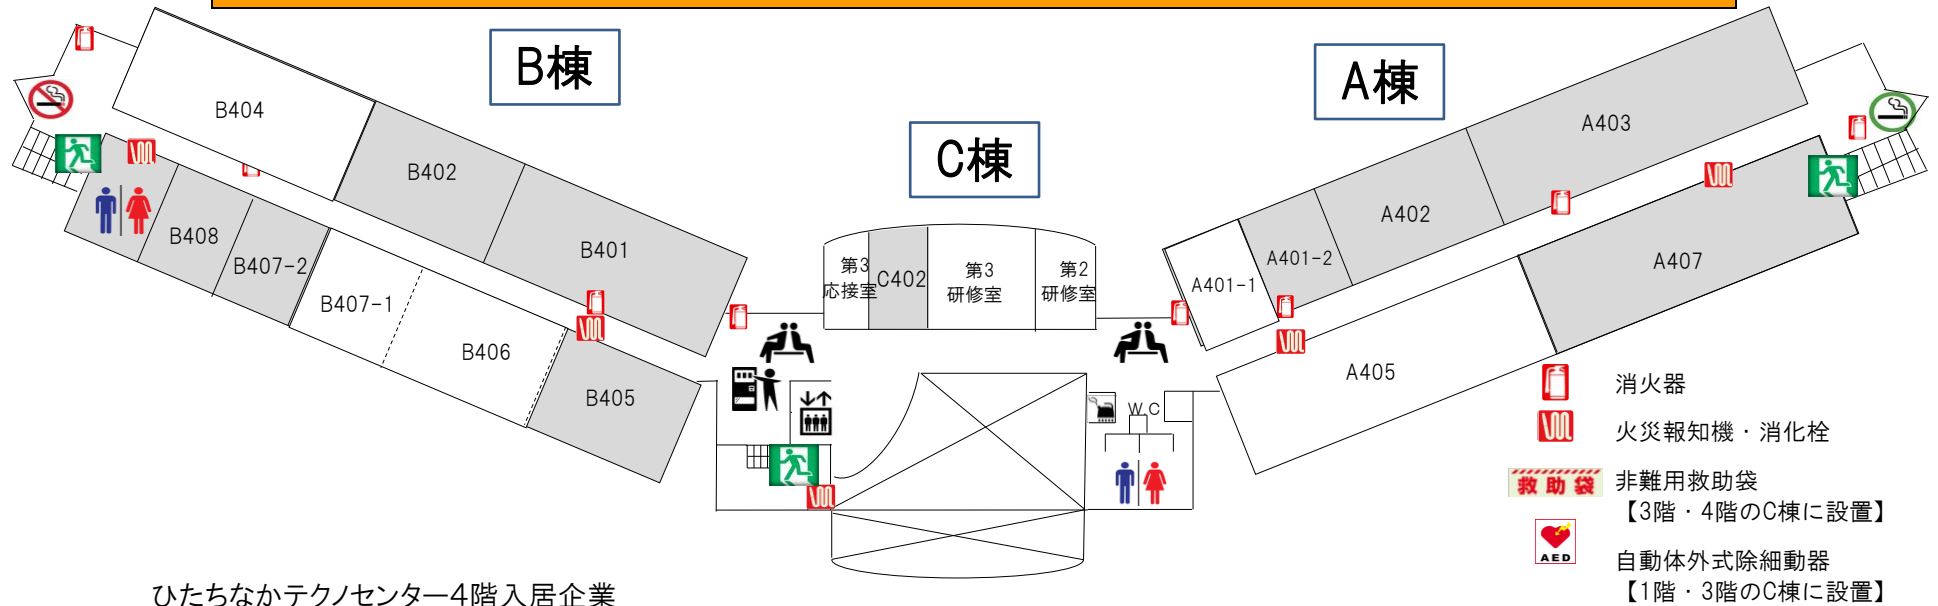 B棟
A棟
C棟
B404
B402
B401
B408
B407-2
B407-1
B406
B405
第3
応接室
C402
第3
研修室
第2
研修室
A403
A402
A401-2
A401-1
A407
A405
WC
消火器
火災報知機・消化栓
救助袋
非難用救助袋
【3階・4階のC棟に設置】
AED
自動体外式除細動器
【1階・3階のC棟に設置】
ひたちなかテクノセンター4階入居企業